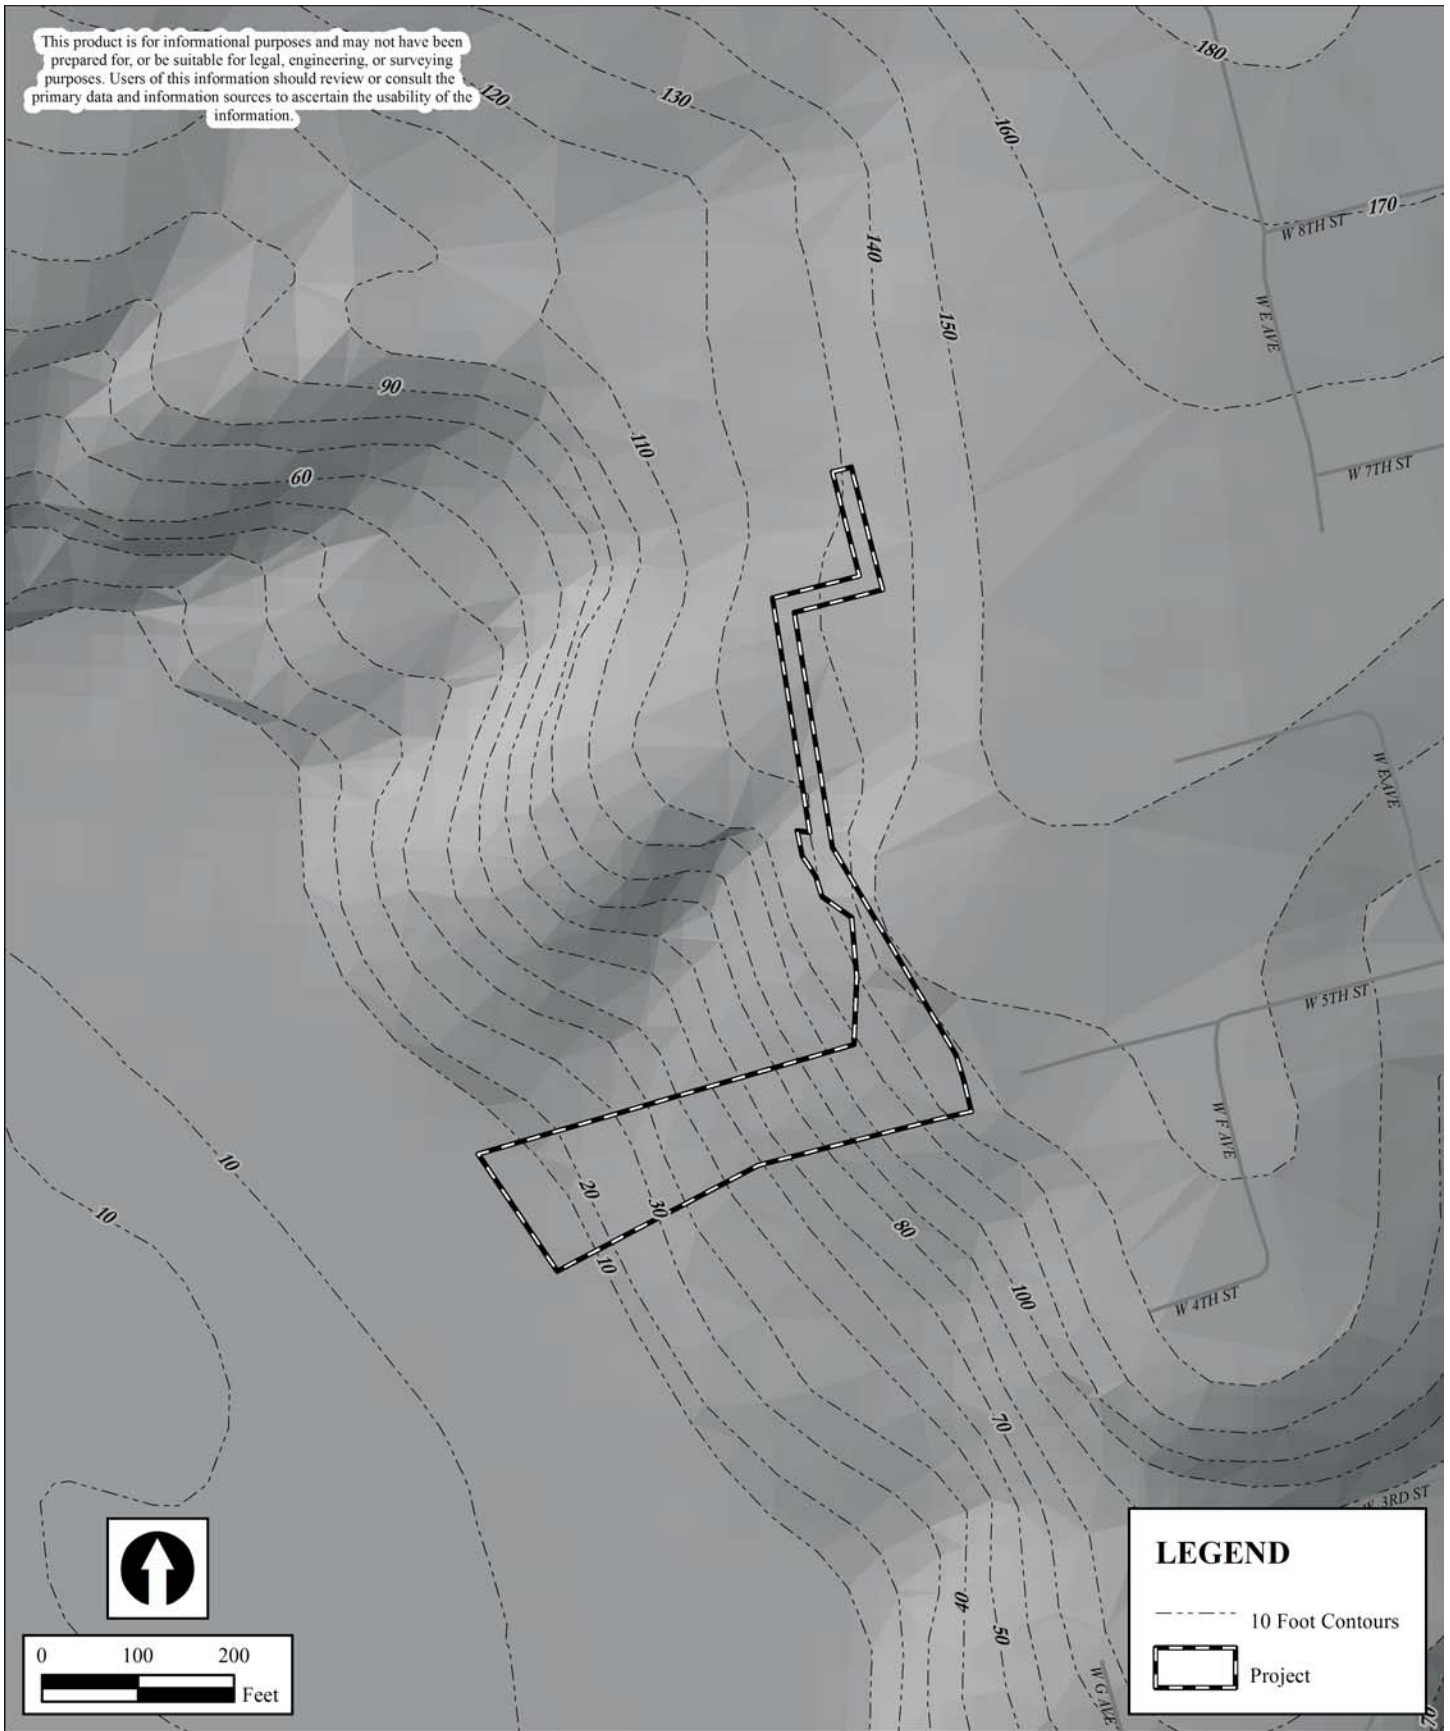 This product is for informational purposes and may not have been
prepared for, or be suitable for legal, engineering, or surveying
purposes. Users of this information should review or consult the
primary data and information sources to ascertain the usability of the
information.
180
120
130
160
170
W 8TH ST
140
150
W E AVE
90
110
W 7TH ST
60
W E AVE
W 5TH ST
W F AVE
10
20
30
10
80
10
100
W 4TH ST
70
W 3RD ST
40
50
W G AVE
70
LEGEND
10 Foot Contours
Project
0 100 200
Feet